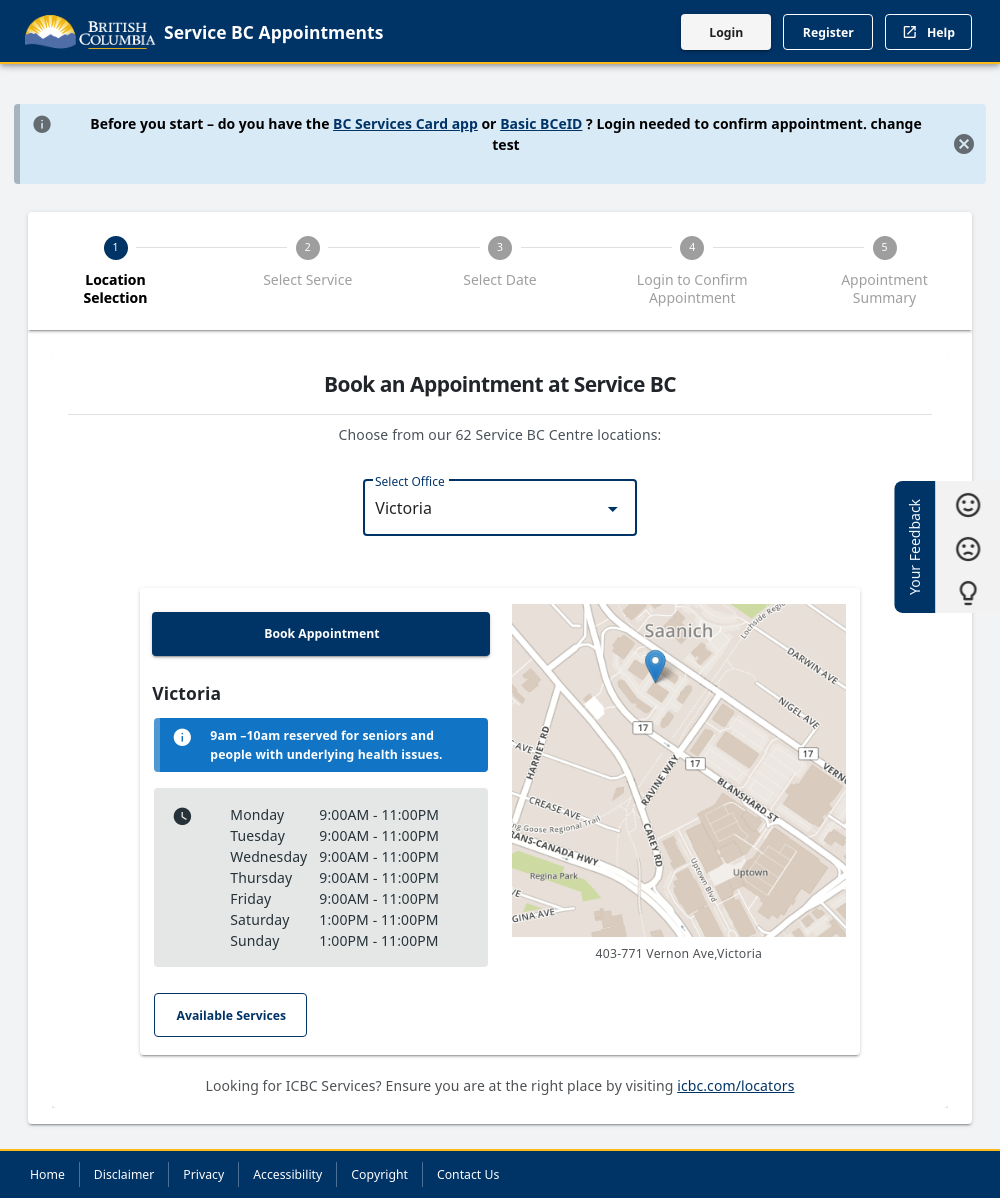 BRITISH
COLUMBIA
Service BC Appointments
Login
Register
Help
Before you start – do you have the BC Services Card app or Basic BCeID ? Login needed to confirm appointment. change
test
1
2
3
4
5
Location
Selection
Select Service
Select Date
Login to Confirm
Appointment
Appointment
Summary
Book an Appointment at Service BC
Choose from our 62 Service BC Centre locations:
Select Office
Victoria
Your Feedback
Book Appointment
Victoria
9am –10am reserved for seniors and
people with underlying health issues.
Monday 9:00AM - 11:00PM
Tuesday 9:00AM - 11:00PM
Wednesday 9:00AM - 11:00PM
Thursday 9:00AM - 11:00PM
Friday 9:00AM - 11:00PM
Saturday 1:00PM - 11:00PM
Sunday 1:00PM - 11:00PM
Available Services
Saanich
Lochside Regio
DARWIN AVE
NIGEL AVE
17
17
17
AVE
HARRIET RD
RAVINE WAY
VERNO
BLANSHARD ST
CREASE AVE
ng Goose Regional Trail
RANS-CANADA HWY
CAREY RD
Uptown Blvd
Uptown
Regina Park
VE
GINA AVE
403-771 Vernon Ave,Victoria
Looking for ICBC Services? Ensure you are at the right place by visiting icbc.com/locators
Home
Disclaimer
Privacy
Accessibility
Copyright
Contact Us